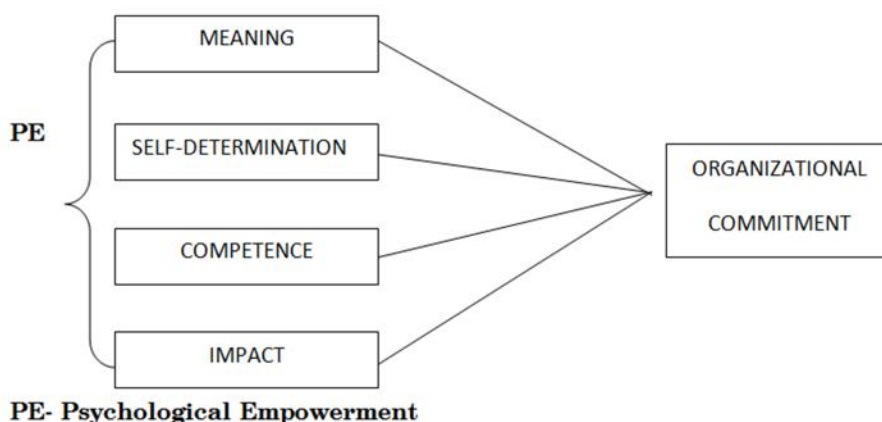 MEANING
PE
SELF-DETERMINATION
ORGANIZATIONAL
COMMITMENT
COMPETENCE
IMPACT
PE- Psychological Empowerment